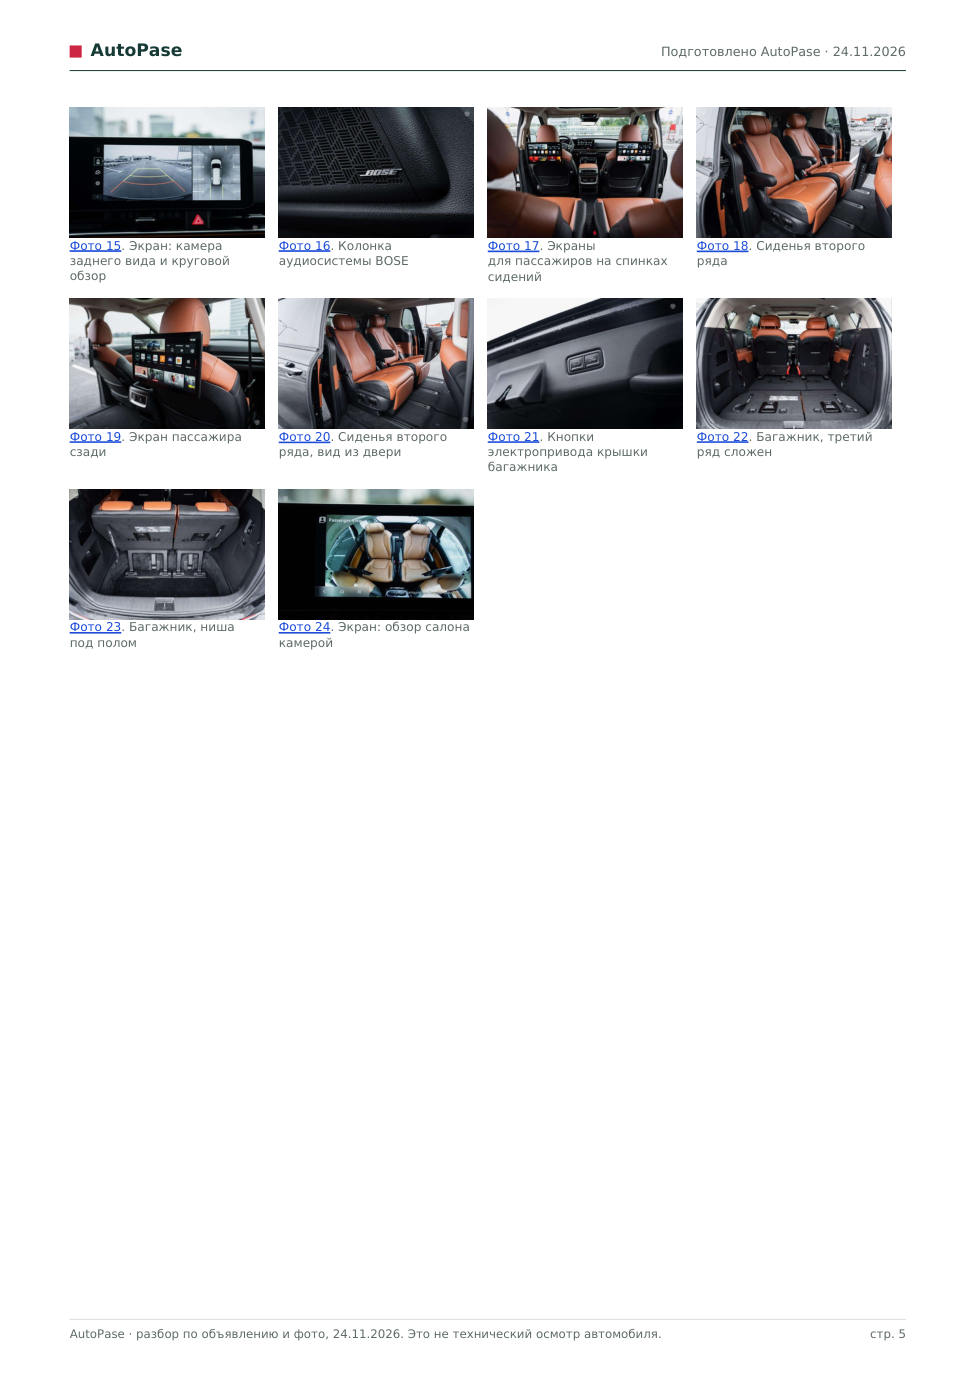 AutoPase
Подготовлено AutoPase · 24.11.2026
BOSE
Фото 15. Экран: камера
заднего вида и круговой
обзор
Фото 16. Колонка
аудиосистемы BOSE
Фото 17. Экраны
для пассажиров на спинках
сидений
Фото 18. Сиденья второго
ряда
Фото 19. Экран пассажира
сзади
Фото 20. Сиденья второго
ряда, вид из двери
Фото 21. Кнопки
электропривода крышки
багажника
Фото 22. Багажник, третий
ряд сложен
Фото 23. Багажник, ниша
под полом
Фото 24. Экран: обзор салона
камерой
AutoPase · разбор по объявлению и фото, 24.11.2026. Это не технический осмотр автомобиля.
стр. 5